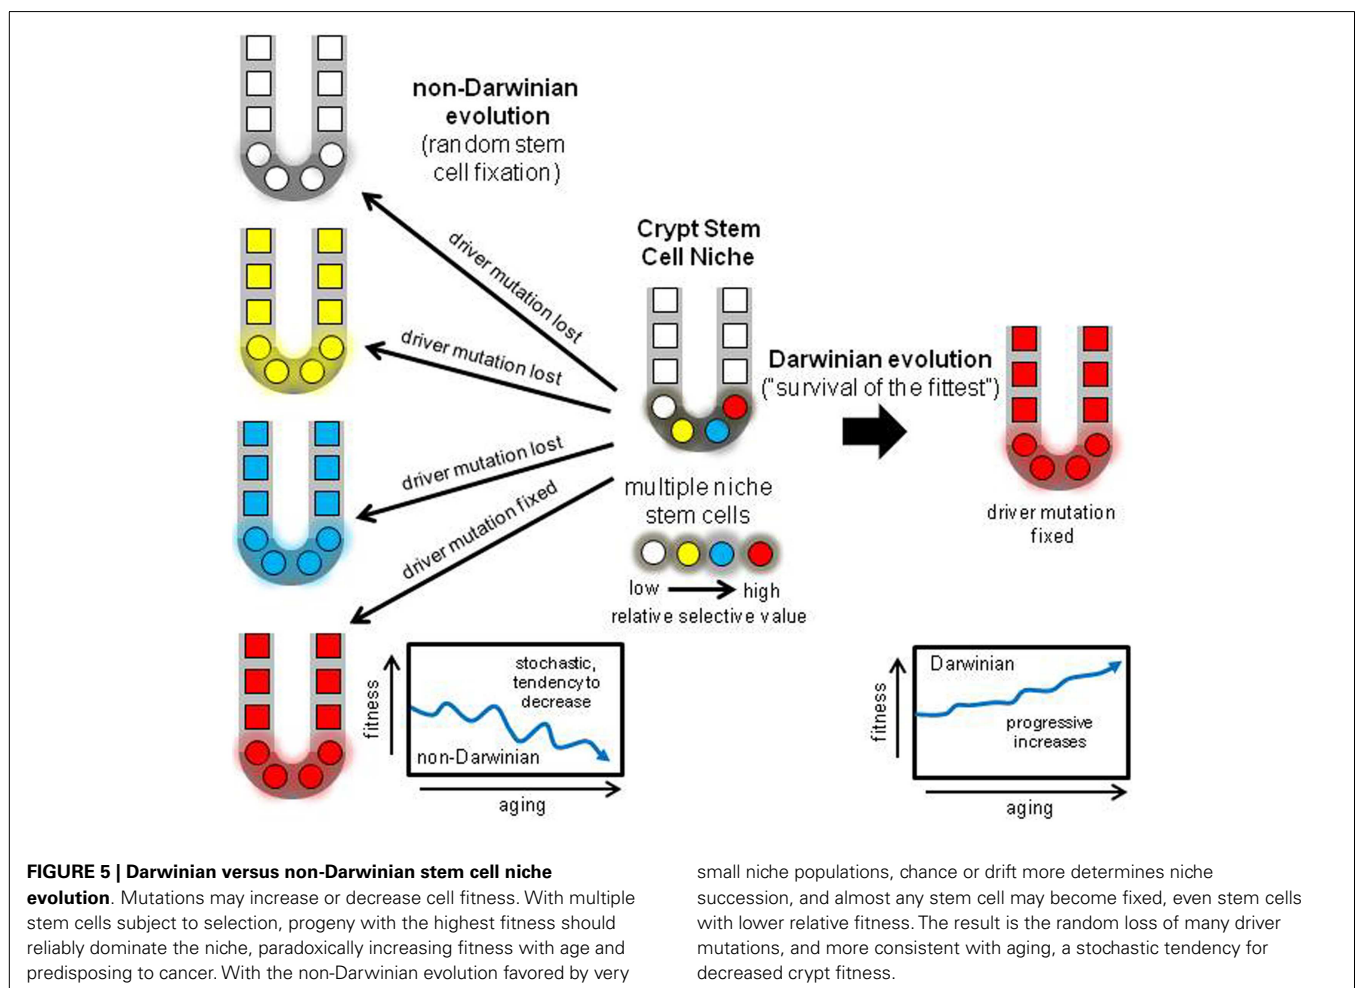 non-Darwinian
evolution
(random stem
cell fixation)
driver mutation lost
driver mutation lost
driver mutation lost
driver mutation fixed
Crypt Stem
Cell Niche
multiple niche
stem cells
low
high
relative selective value
Darwinian evolution
("survival of the fittest")
driver mutation
fixed
fitness
stochastic,
tendency to
decrease
non-Darwinian
aging
fitness
Darwinian
progressive
increases
aging
FIGURE 5 | Darwinian versus non-Darwinian stem cell niche
evolution. Mutations may increase or decrease cell fitness. With multiple
stem cells subject to selection, progeny with the highest fitness should
reliably dominate the niche, paradoxically increasing fitness with age and
predisposing to cancer. With the non-Darwinian evolution favored by very
small niche populations, chance or drift more determines niche
succession, and almost any stem cell may become fixed, even stem cells
with lower relative fitness. The result is the random loss of many driver
mutations, and more consistent with aging, a stochastic tendency for
decreased crypt fitness.